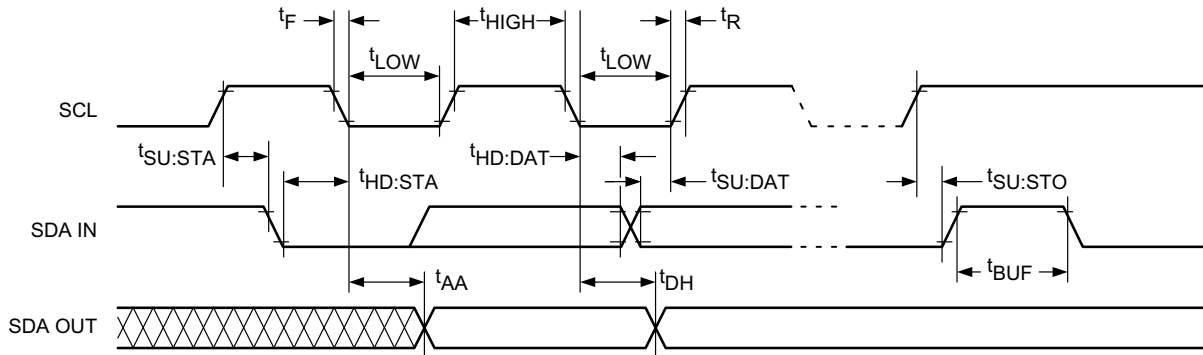 tF
tHIGH
tR
tLOW
tLOW
SCL
tSU:STA
tHD:DAT
tHD:STA
tSU:DAT
tSU:STO
SDA IN
tBUF
tAA
tDH
SDA OUT